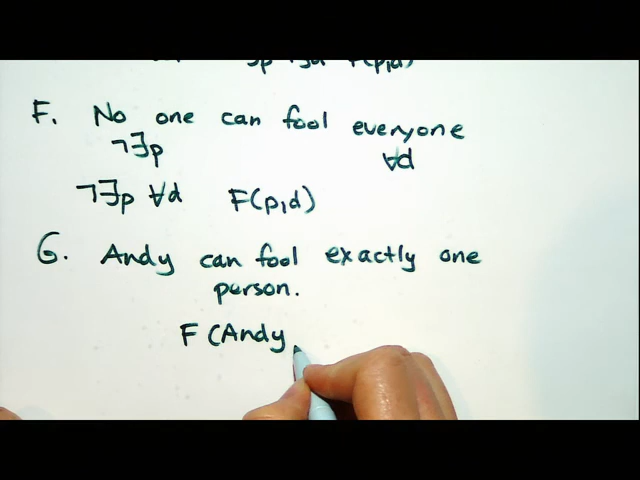 F(p,d)
F. No one can fool everyone
¬∃p ∀d
¬∃p ∀d F(p,d)
G. Andy can fool exactly one
person.
F (Andy